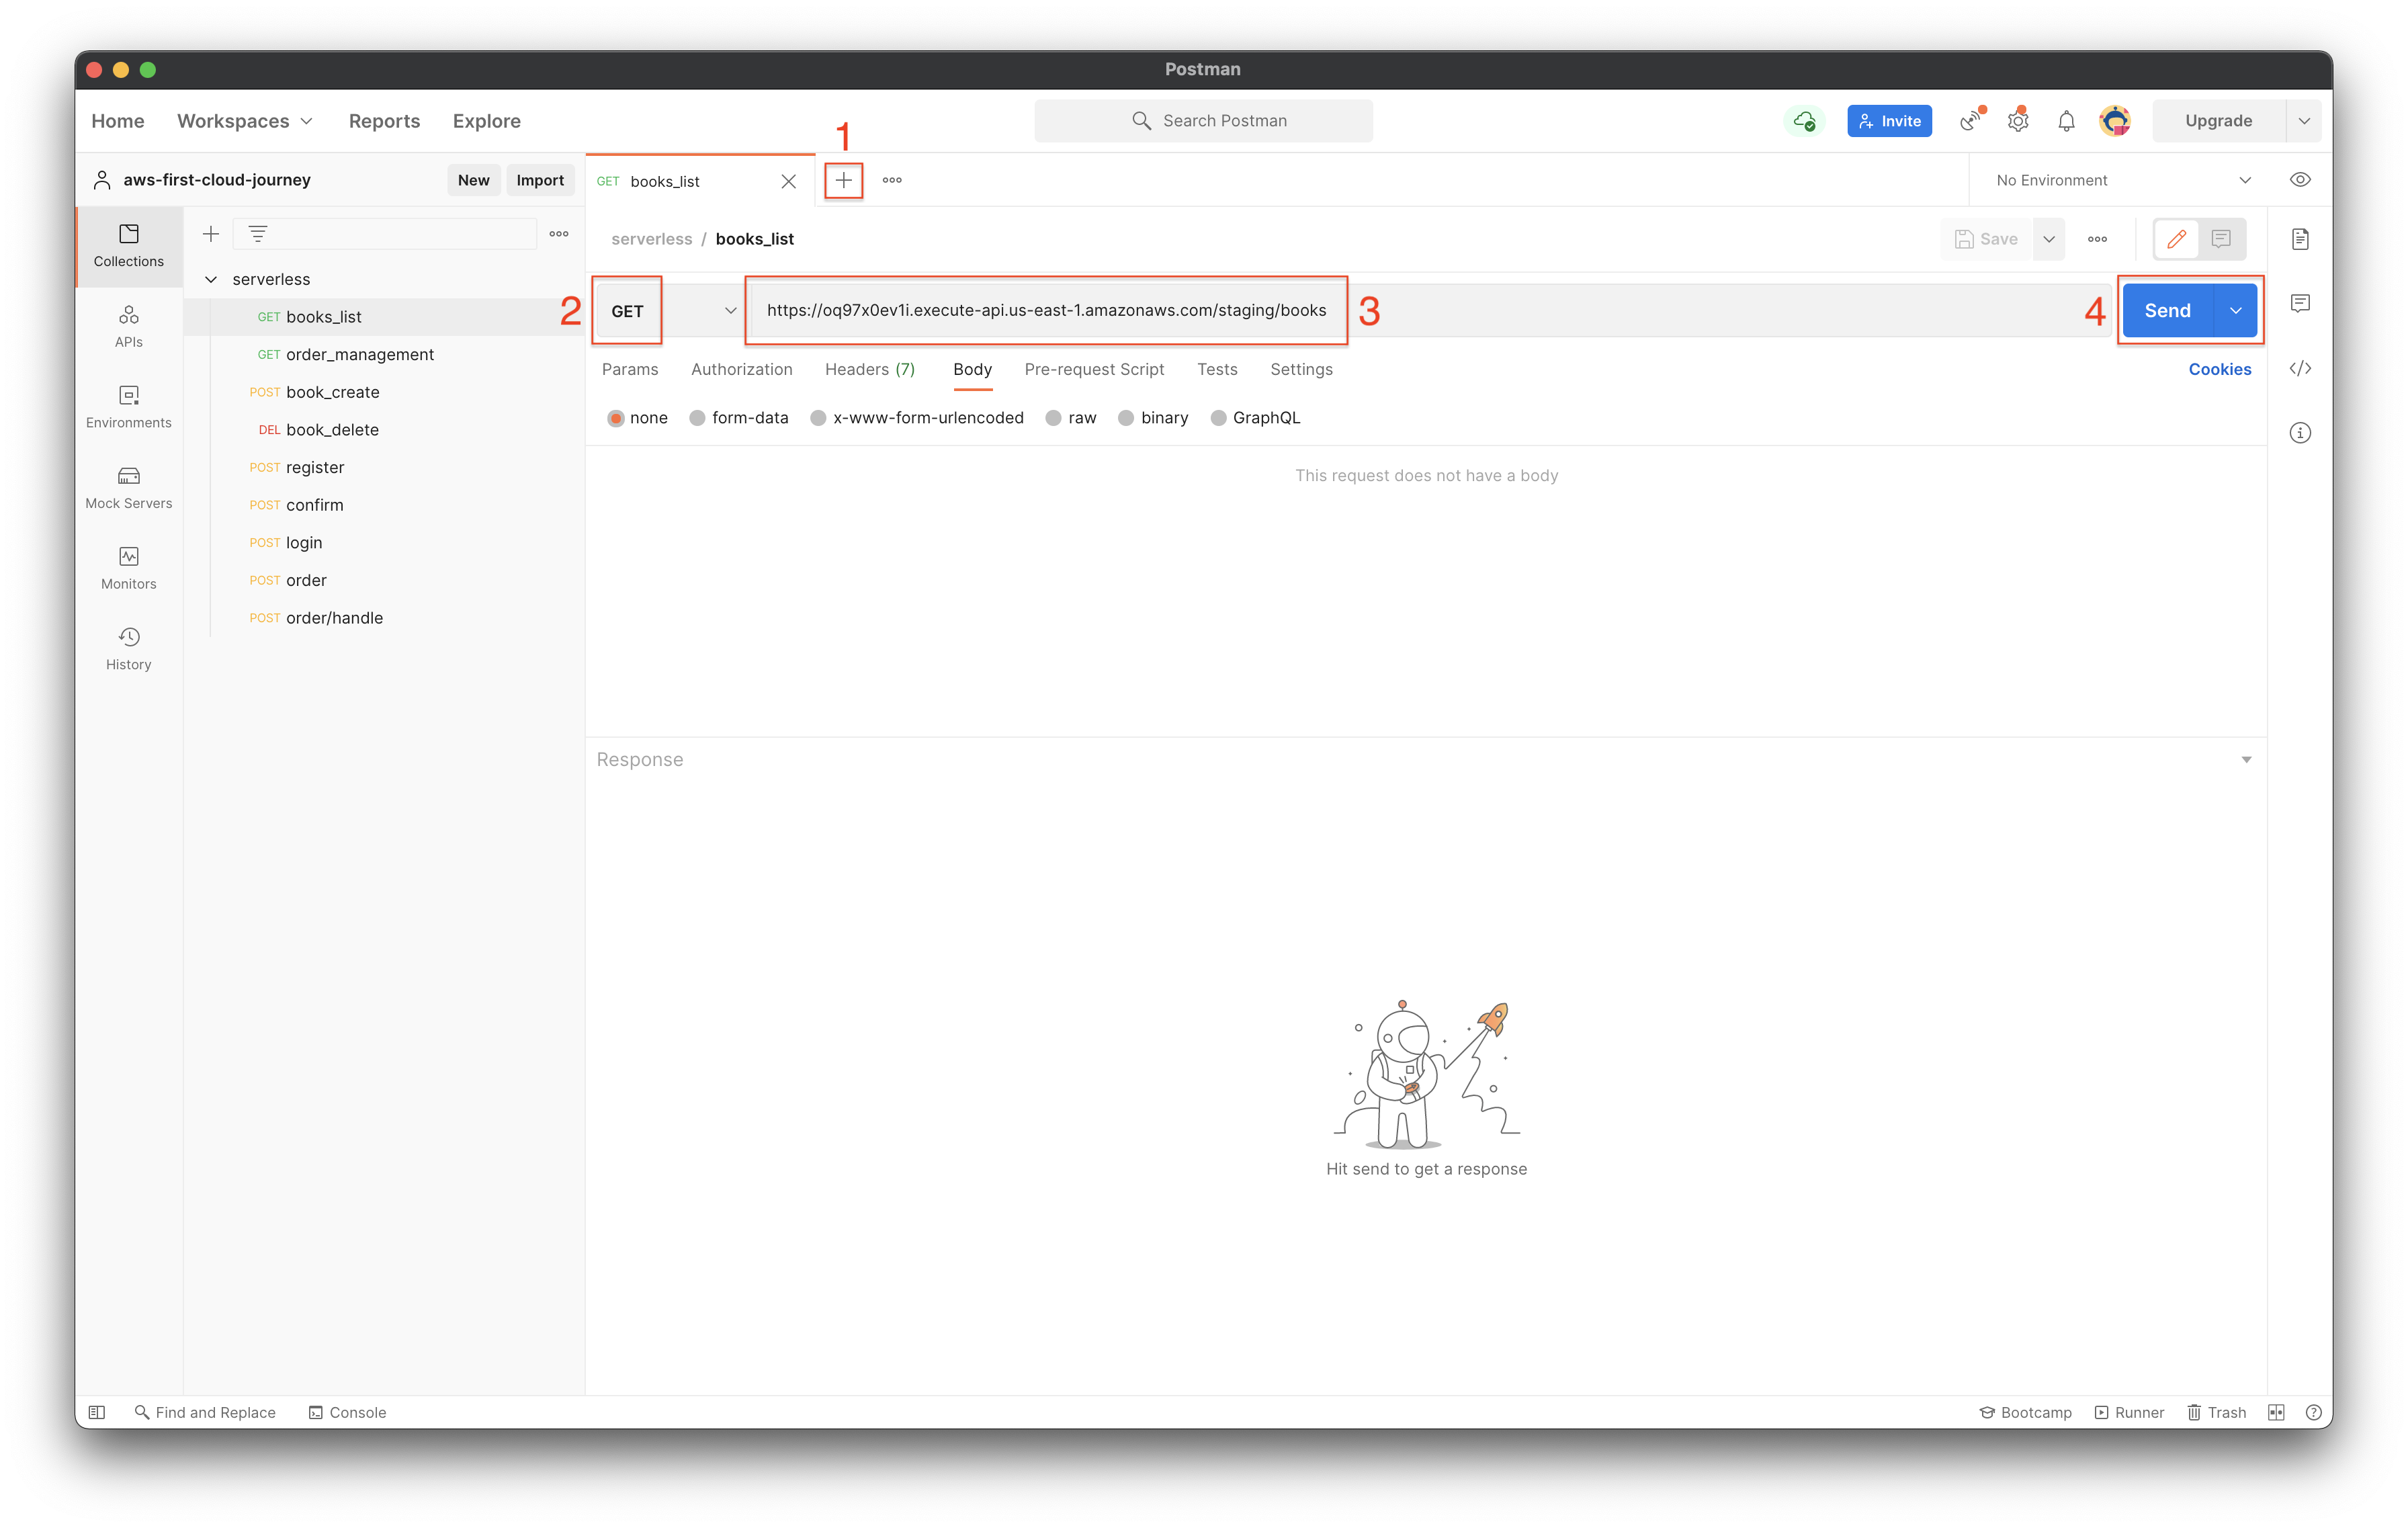 Postman
Home Workspaces Reports Explore Search Postman Invite Upgrade
1
aws-first-cloud-journey New Import GET books_list No Environment
Collections
serverless / books_list Save
serverless
2 GET https://oq97x0ev1i.execute-api.us-east-1.amazonaws.com/staging/books 3 4 Send
GET books_list
APIs
GET order_management
Params Authorization Headers (7) Body Pre-request Script Tests Settings Cookies
POST book_create
Environments
none form-data x-www-form-urlencoded raw binary GraphQL
DEL book_delete
POST register
This request does not have a body
Mock Servers
POST confirm
POST login
Monitors
POST order
POST order/handle
History
Response
Hit send to get a response
Find and Replace Console Bootcamp Runner Trash